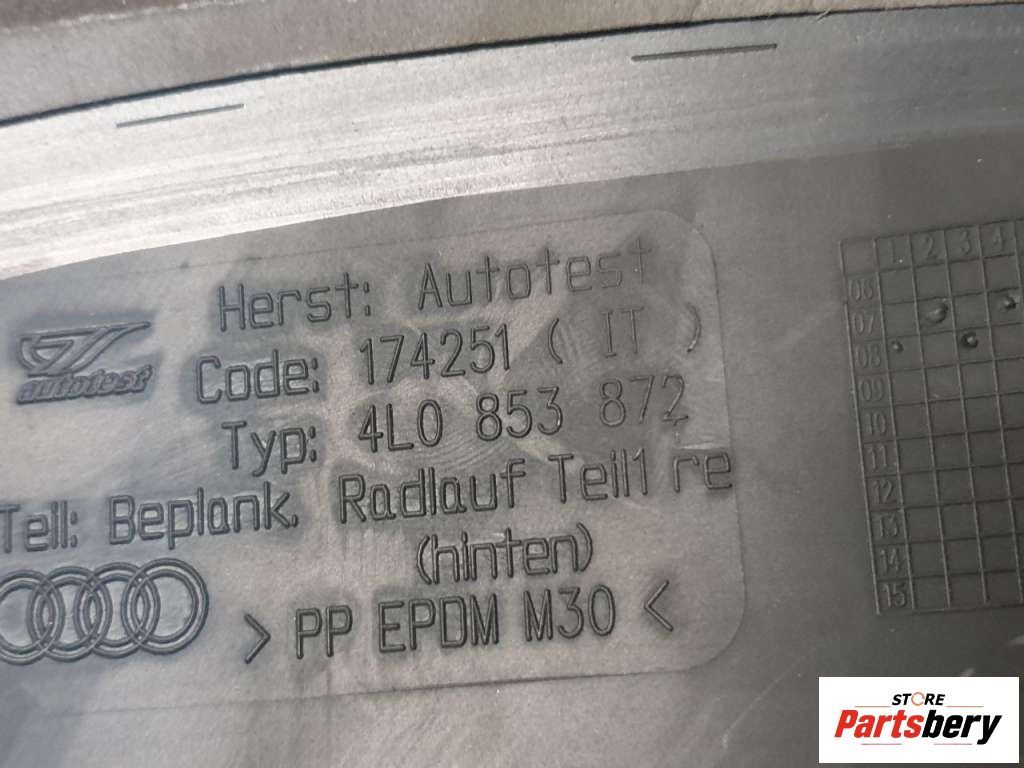 Herst: Autotest
autotest
Code: 174251 ( IT )
Typ: 4L0 853 872
Teil: Beplank. Radlauf Teil1 re
(hinten)
> PP EPDM M30 <
1 2 3 4
06
07
08
09
10
11
12
13
14
15
STORE
Partsbery